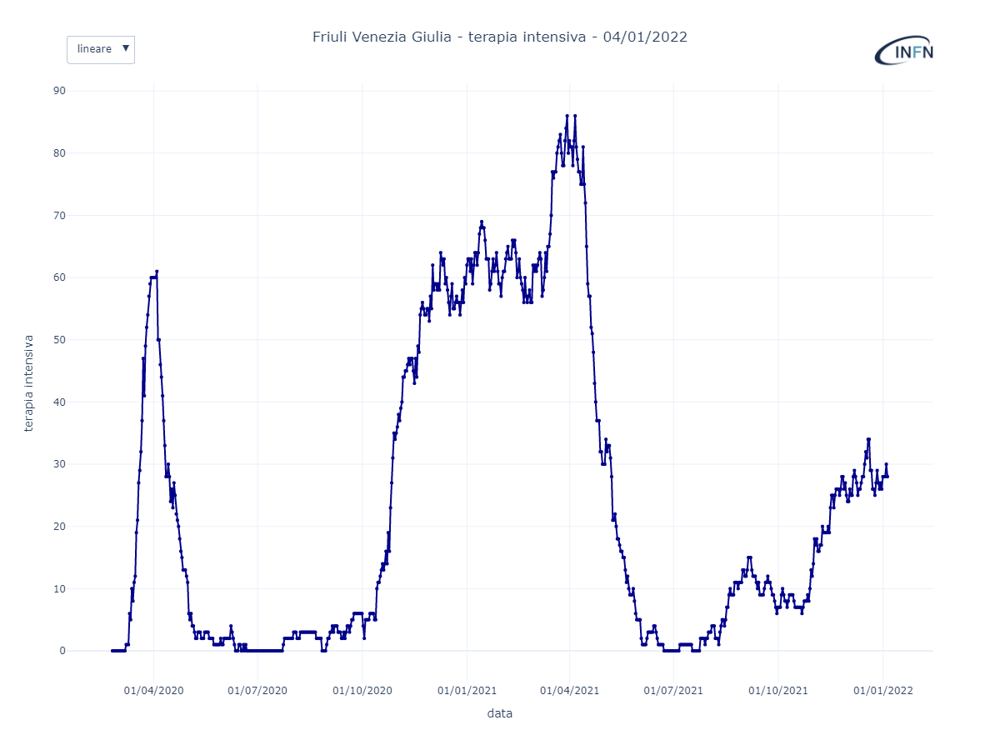 Friuli Venezia Giulia - terapia intensiva - 04/01/2022
lineare ▼
INFN
90
80
70
60
50
40
30
20
10
0
terapia intensiva
01/04/2020 01/07/2020 01/10/2020 01/01/2021 01/04/2021 01/07/2021 01/10/2021 01/01/2022
data